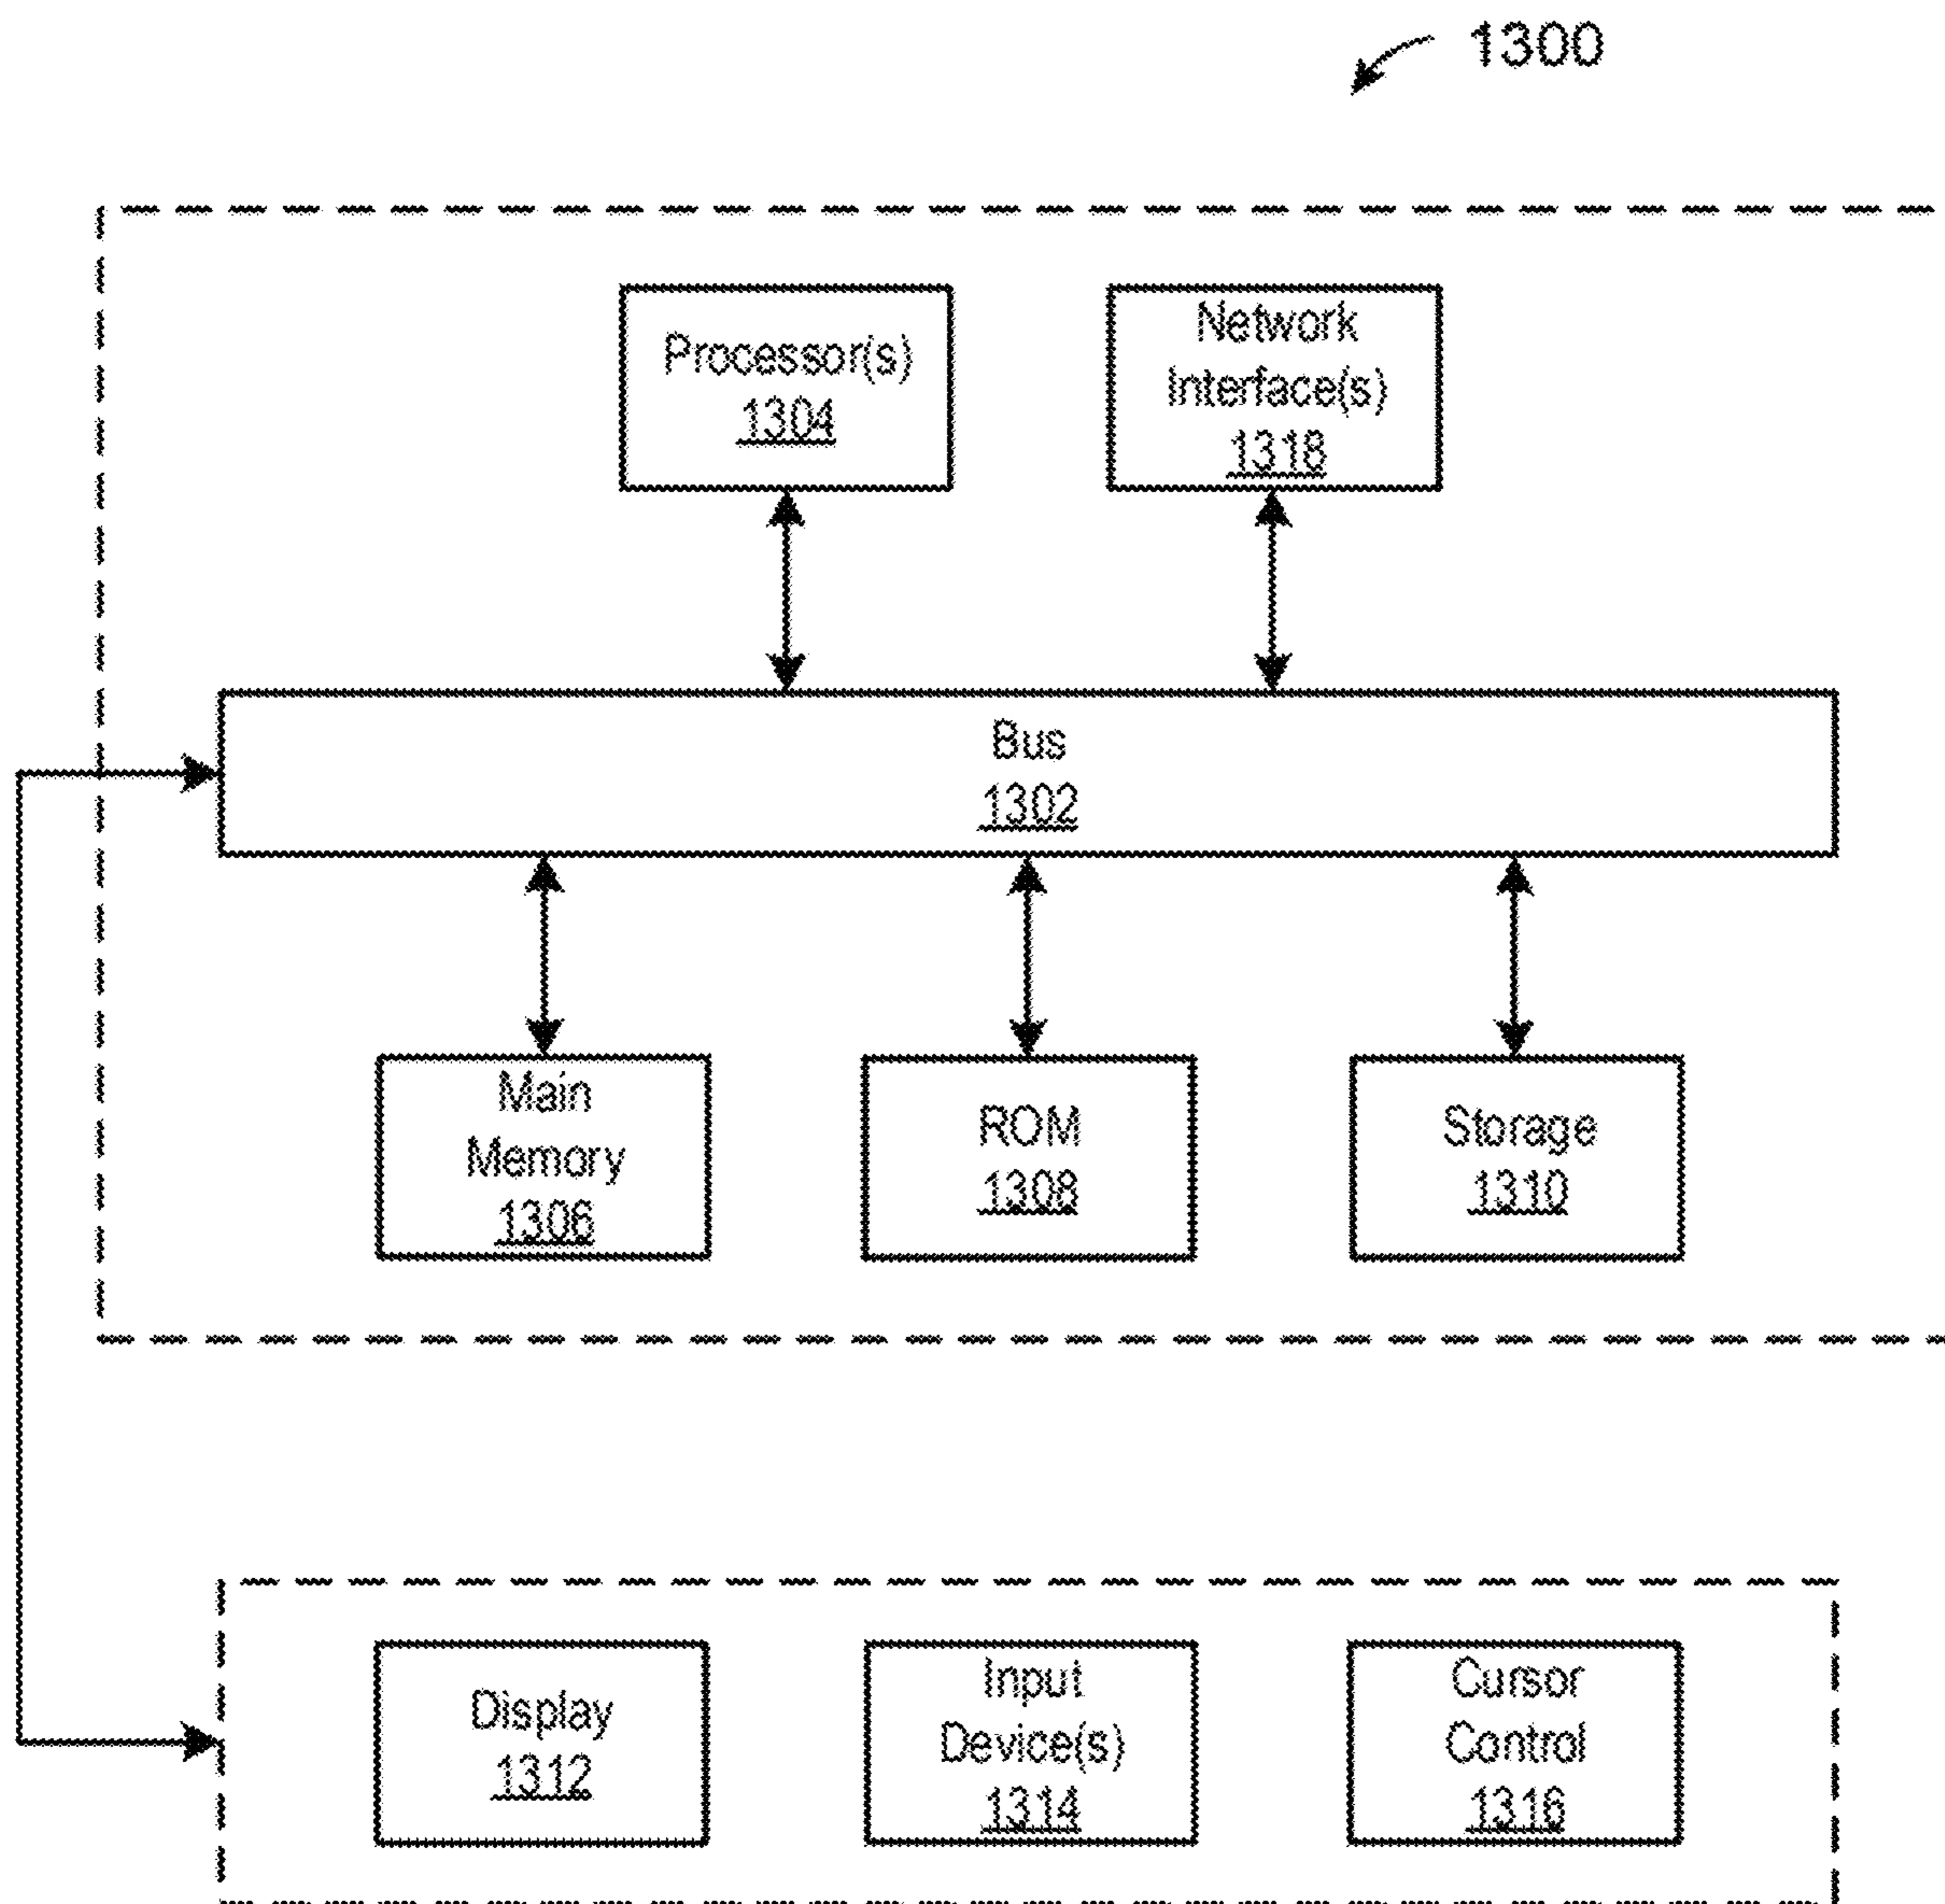 1300
Processor(s)
1304
Network
Interface(s)
1318
Bus
1302
Main
Memory
1306
ROM
1308
Storage
1310
Display
1312
Input
Device(s)
1314
Cursor
Control
1316